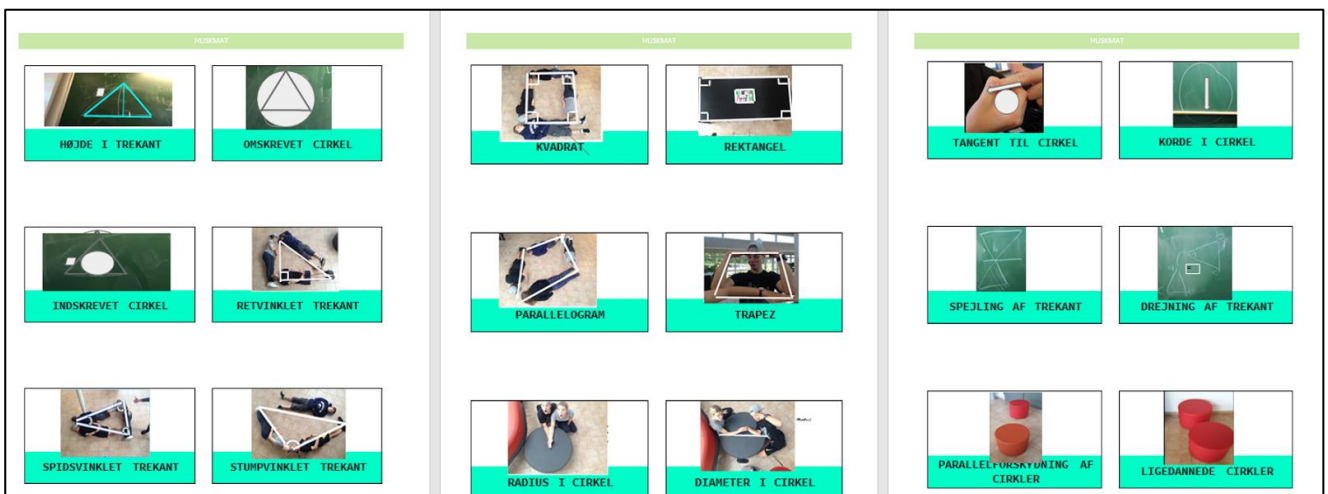 HUSKMAT
HØJDE I TREKANT
OMSKREVET CIRKEL
INDSKREVET CIRKEL
RETVINKLET TREKANT
SPIDSVINKLET TREKANT
STUMPVINKLET TREKANT
HUSKMAT
KVADRAT
REKTANGEL
PARALLELOGRAM
TRAPEZ
RADIUS I CIRKEL
DIAMETER I CIRKEL
HUSKMAT
TANGENT TIL CIRKEL
KORDE I CIRKEL
SPEJLING AF TREKANT
DREJNING AF TREKANT
PARALLELFORSKYDNING AF
CIRKLER
LIGEDANNEDE CIRKLER